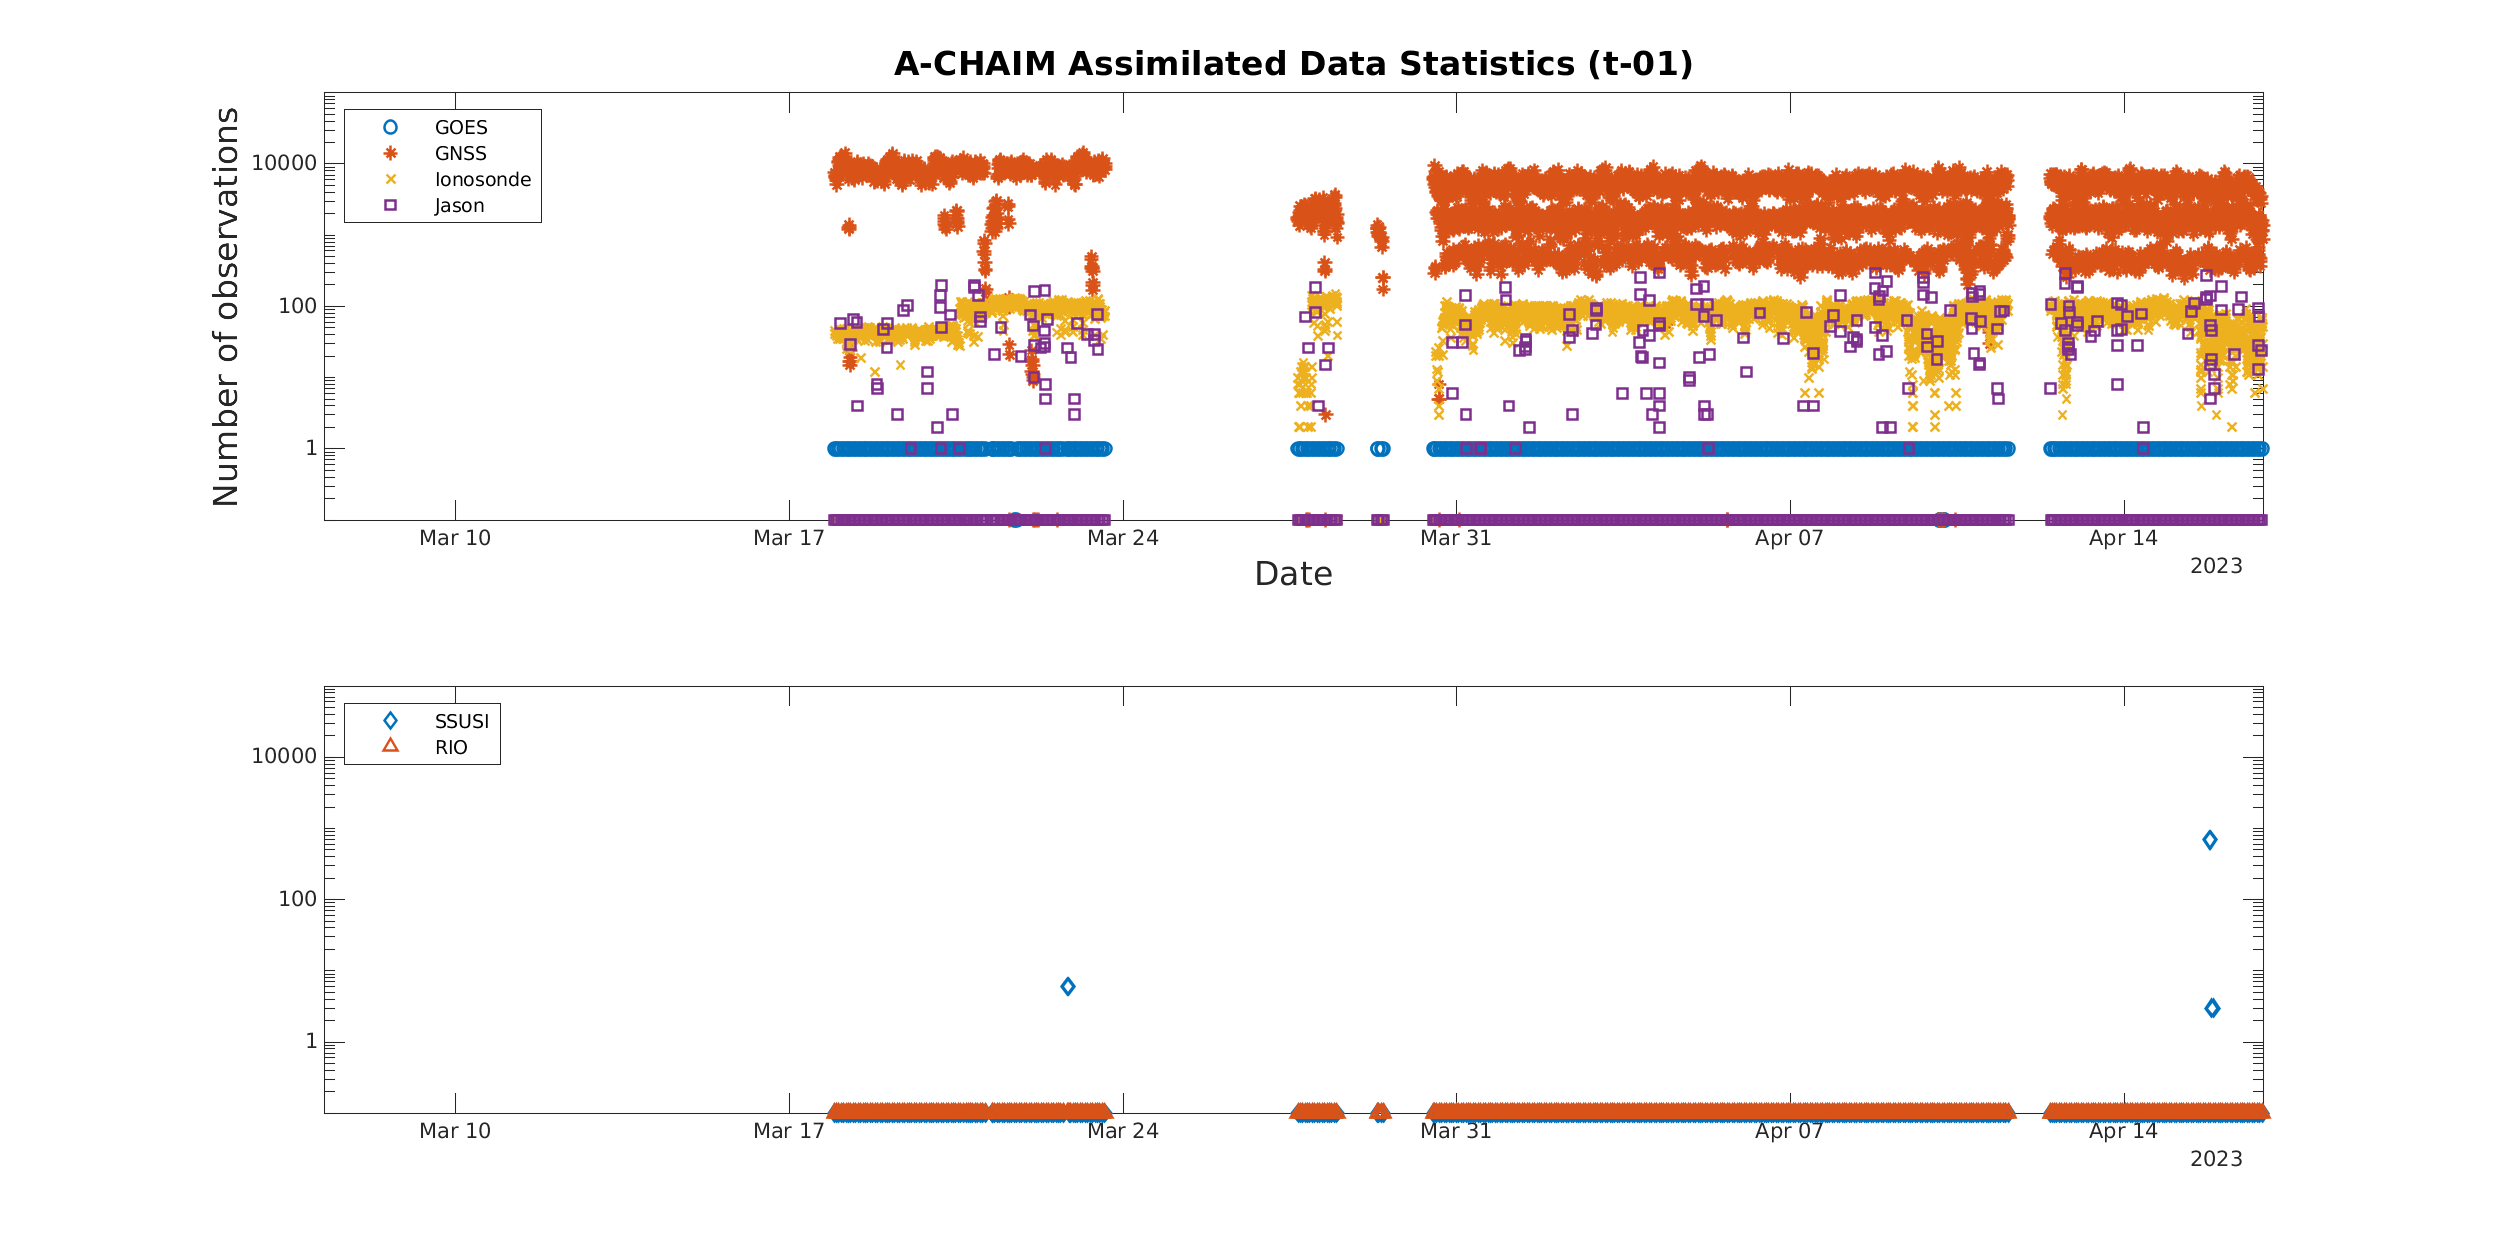 A-CHAIM Assimilated Data Statistics (t-01)
Number of observations
10000
100
1
GOES
GNSS
Ionosonde
Jason
Mar 10 Mar 17 Mar 24 Mar 31 Apr 07 Apr 14
2023
Date
10000
100
1
SSUSI
RIO
Mar 10 Mar 17 Mar 24 Mar 31 Apr 07 Apr 14
2023